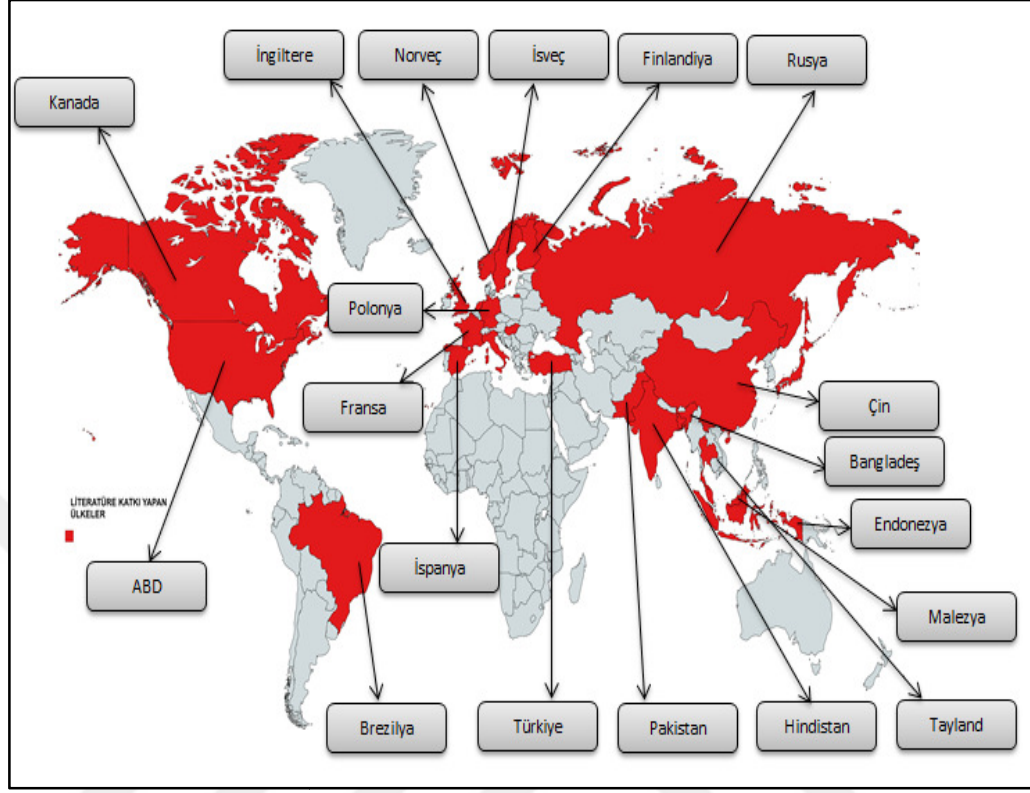 İngiltere
Norveç
İsveç
Finlandiya
Rusya
Kanada
Polonya
Fransa
Çin
Bangladeş
LİTERATÜRE KATKI YAPAN
ÜLKELER
Endonezya
ABD
İspanya
Malezya
Brezilya
Türkiye
Pakistan
Hindistan
Tayland